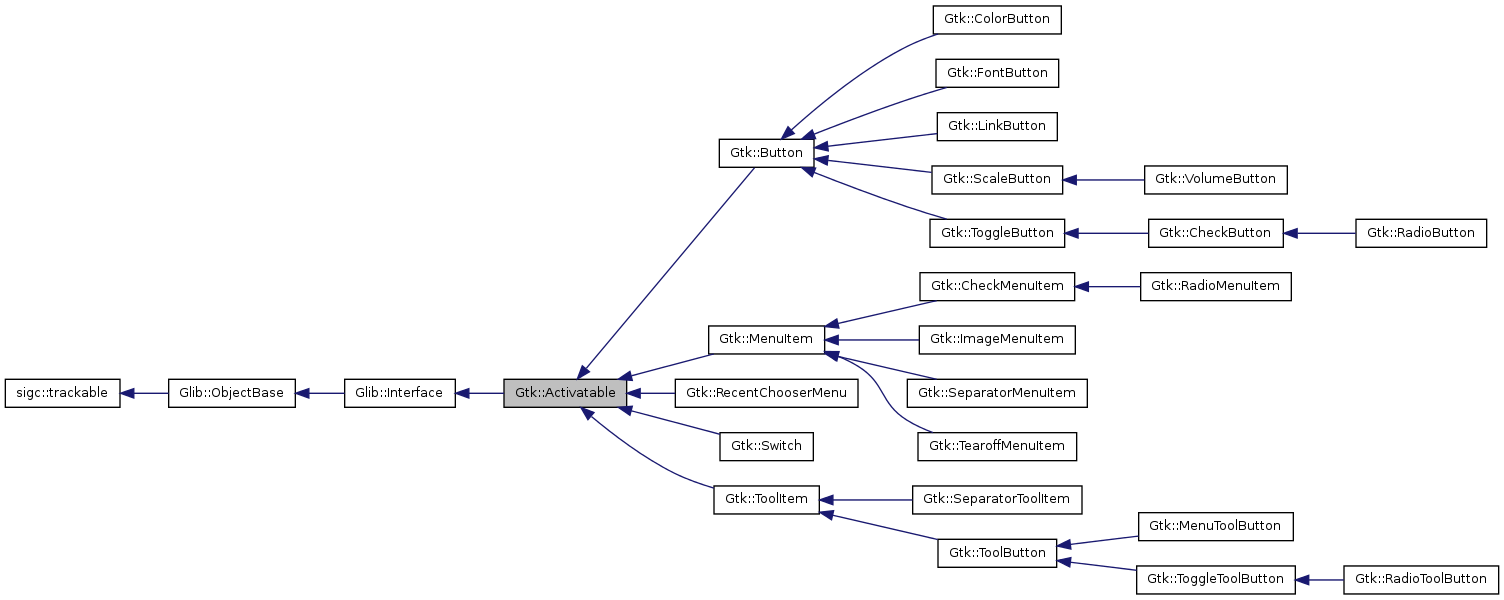 Gtk::ColorButton
Gtk::FontButton
Gtk::LinkButton
Gtk::Button
Gtk::ScaleButton
Gtk::VolumeButton
Gtk::ToggleButton
Gtk::CheckButton
Gtk::RadioButton
Gtk::CheckMenuItem
Gtk::RadioMenuItem
Gtk::MenuItem
Gtk::ImageMenuItem
sigc::trackable
Glib::ObjectBase
Glib::Interface
Gtk::Activatable
Gtk::RecentChooserMenu
Gtk::SeparatorMenuItem
Gtk::Switch
Gtk::TearoffMenuItem
Gtk::ToolItem
Gtk::SeparatorToolItem
Gtk::MenuToolButton
Gtk::ToolButton
Gtk::ToggleToolButton
Gtk::RadioToolButton